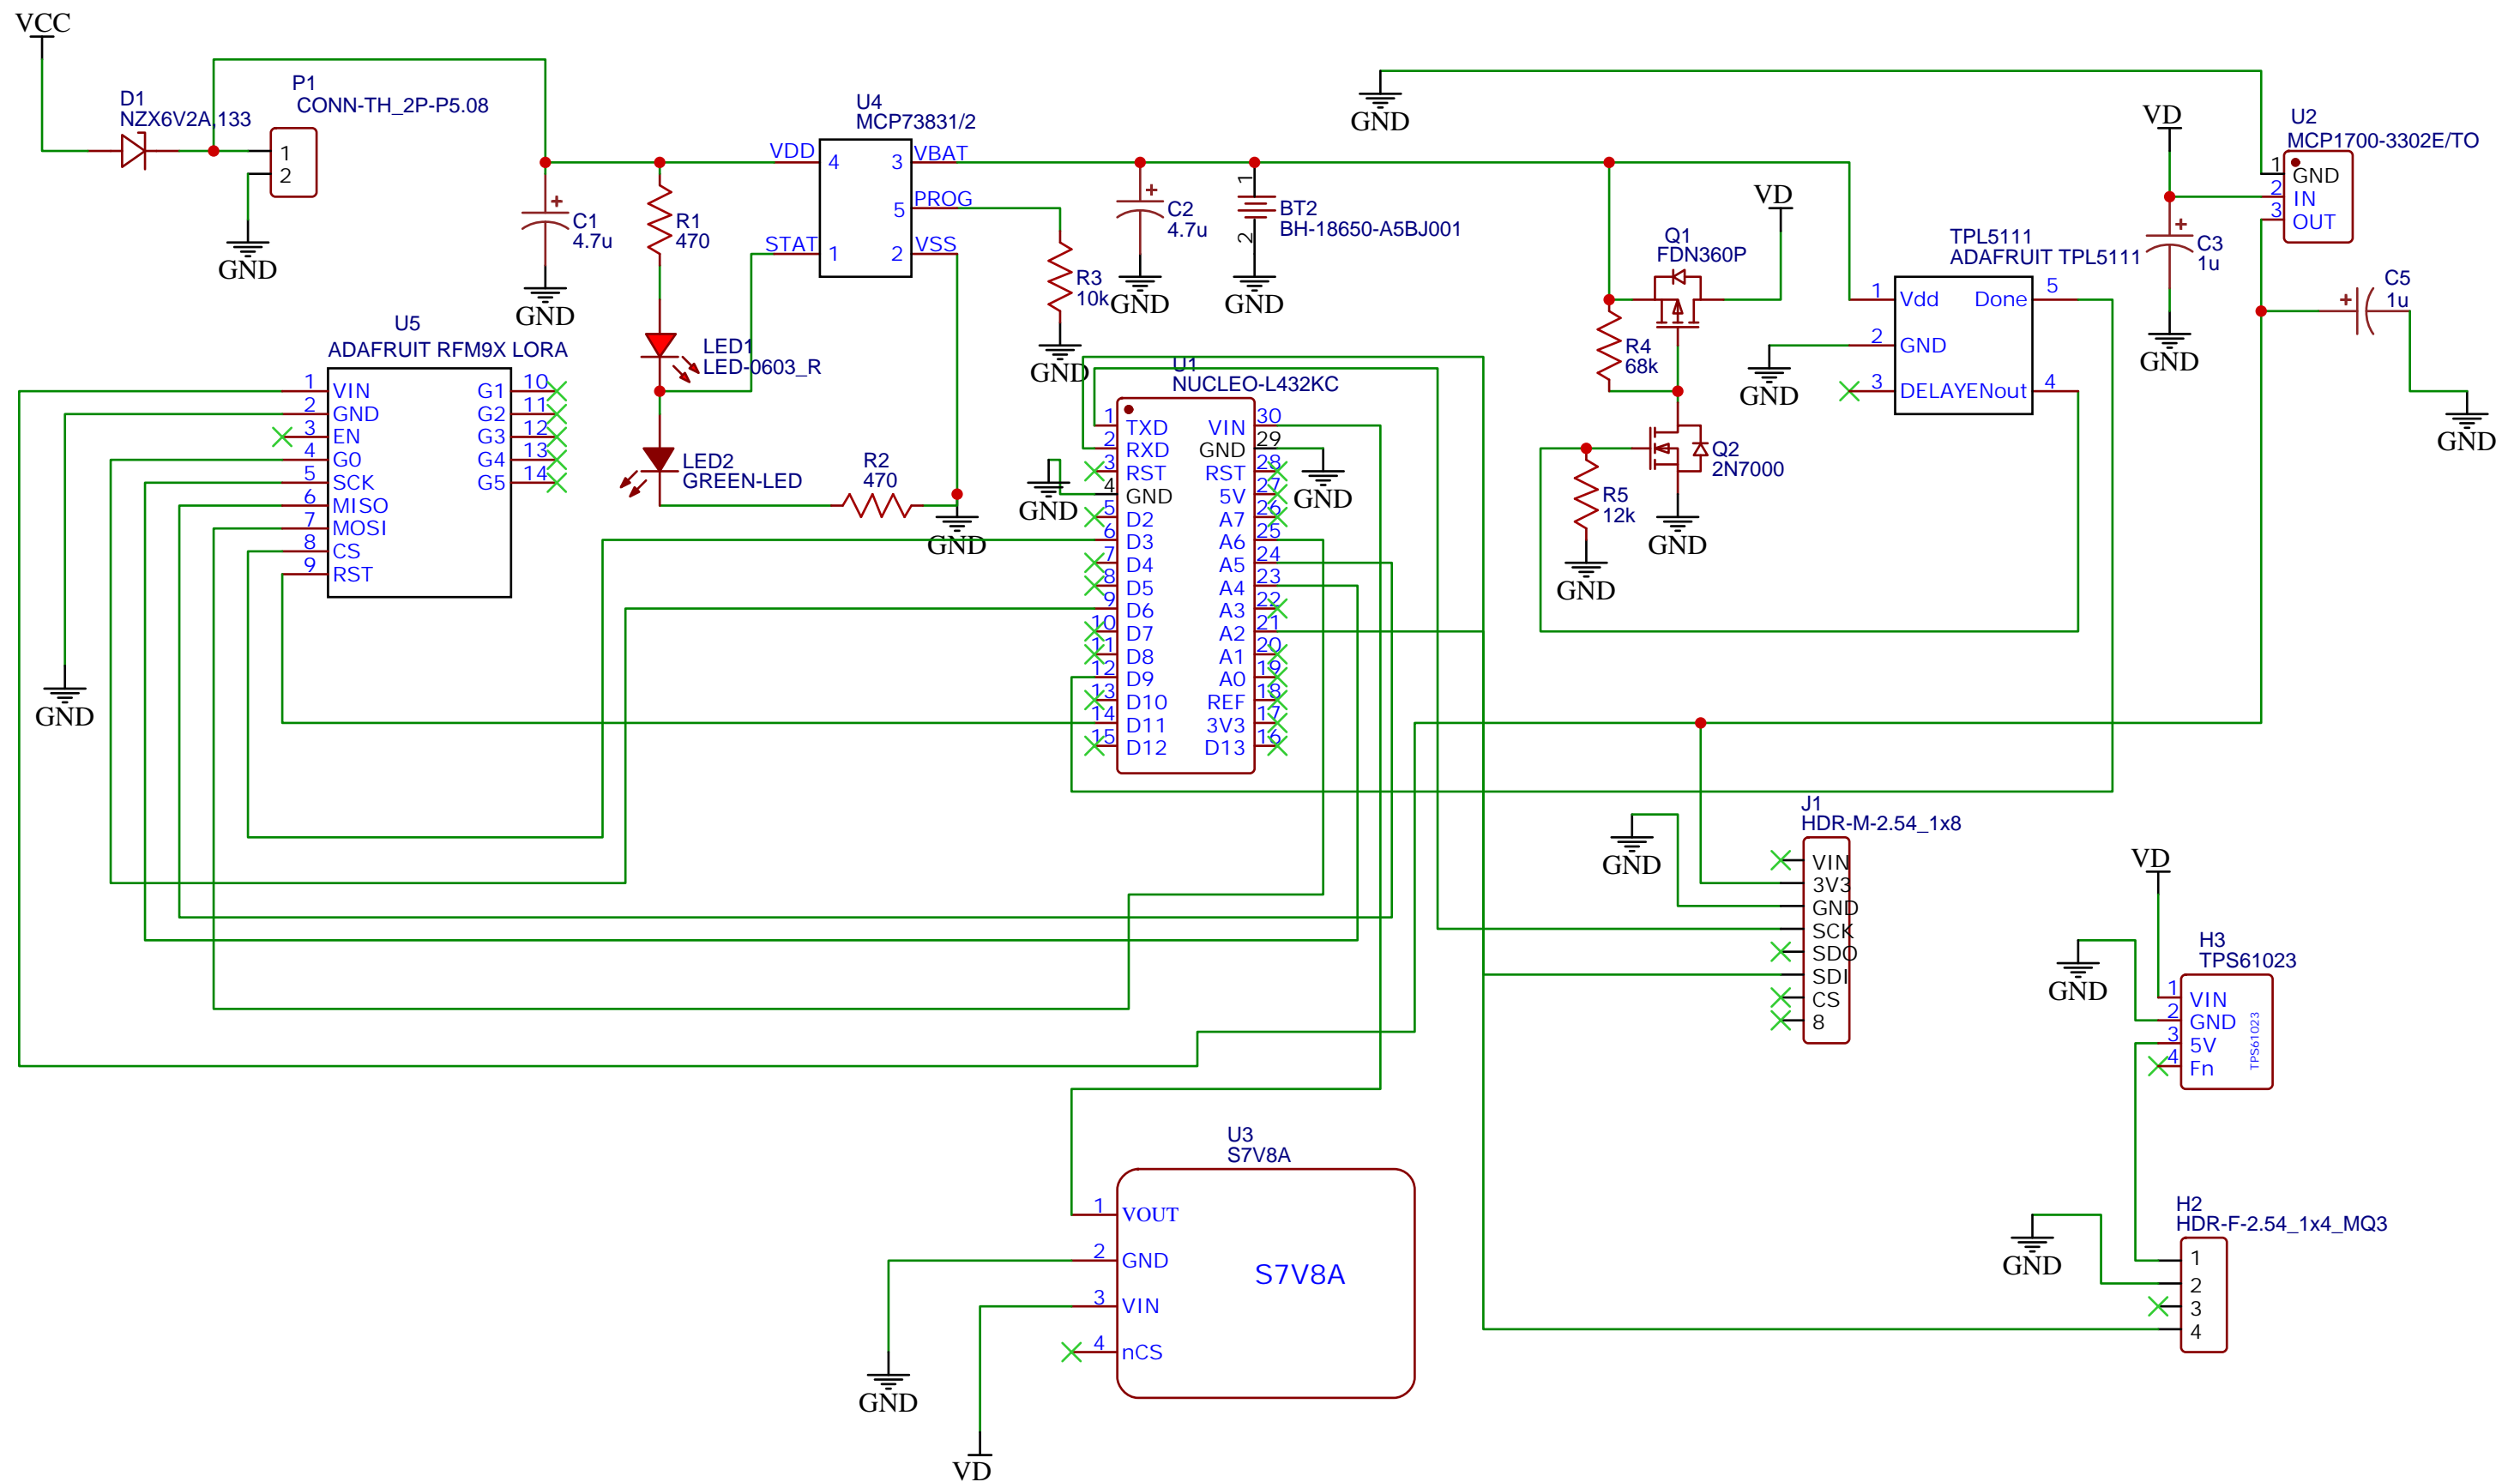 VCC
D1
NZX6V2A,133
P1
CONN-TH_2P-P5.08
1
2
GND
C1
4.7u
GND
R1
470
U4
MCP73831/2
VDD 4
3 VBAT
5 PROG
STAT 1
2 VSS
R3
10k
GND
C2
4.7u
GND
1
BT2
BH-18650-A5BJ001
2
GND
GND
Q1
FDN360P
VD
R4
68k
Q2
2N7000
R5
12k
GND
GND
TPL5111
ADAFRUIT TPL5111
1 Vdd
Done 5
2 GND
3 DELAY
ENout 4
GND
VD
U2
MCP1700-3302E/TO
1 GND
2 IN
3 OUT
C3
1u
GND
C5
1u
GND
LED1
LED-0603_R
LED2
GREEN-LED
R2
470
GND
U5
ADAFRUIT RFM9X LORA
1 VIN
2 GND
3 EN
4 G0
5 SCK
6 MISO
7 MOSI
8 CS
9 RST
G1 10
G2 11
G3 12
G4 13
G5 14
GND
U1
NUCLEO-L432KC
1 TXD
2 RXD
3 RST
4 GND
5 D2
6 D3
7 D4
8 D5
9 D6
10 D7
11 D8
12 D9
13 D10
14 D11
15 D12
VIN 30
GND 29
RST 28
5V 27
A7 26
A6 25
A5 24
A4 23
A3 22
A2 21
A1 20
A0 19
REF 18
3V3 17
D13 16
GND
GND
J1
HDR-M-2.54_1x8
VIN
3V3
GND
SCK
SDO
SDI
CS
8
GND
VD
H3
TPS61023
1 VIN
2 GND
3 5V
4 Fn
TPS61023
GND
U3
S7V8A
1 VOUT
2 GND
3 VIN
4 nCS
S7V8A
GND
VD
H2
HDR-F-2.54_1x4_MQ3
1
2
3
4
GND